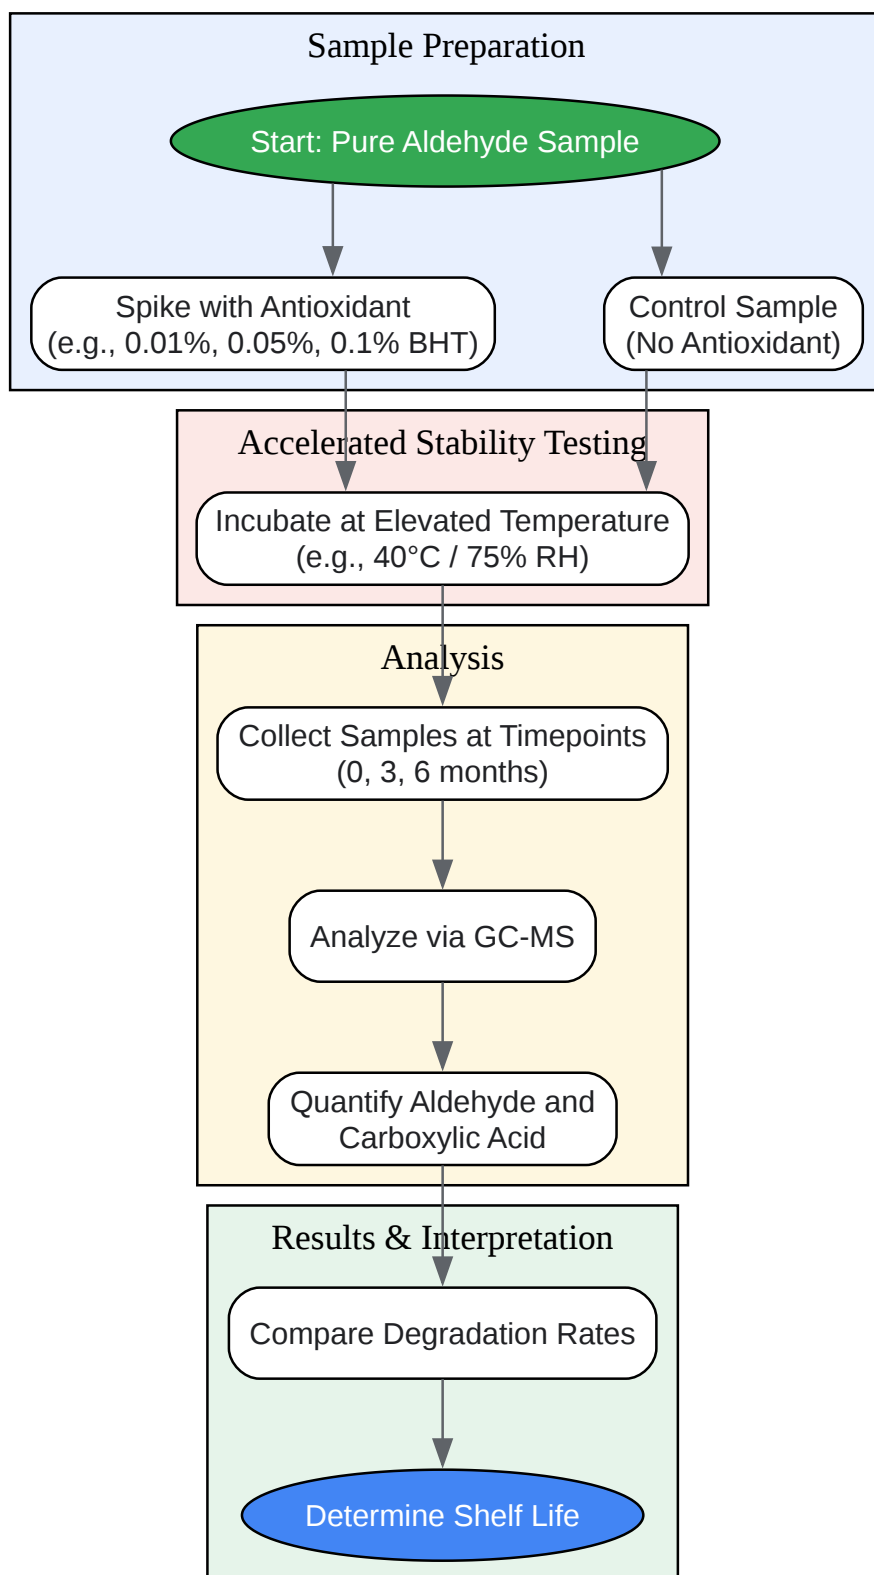 Sample Preparation
Start: Pure Aldehyde Sample
Spike with Antioxidant
(e.g., 0.01%, 0.05%, 0.1% BHT)
Control Sample
(No Antioxidant)
Accelerated Stability Testing
Incubate at Elevated Temperature
(e.g., 40°C / 75% RH)
Analysis
Collect Samples at Timepoints
(0, 3, 6 months)
Analyze via GC-MS
Quantify Aldehyde and
Carboxylic Acid
Results & Interpretation
Compare Degradation Rates
Determine Shelf Life